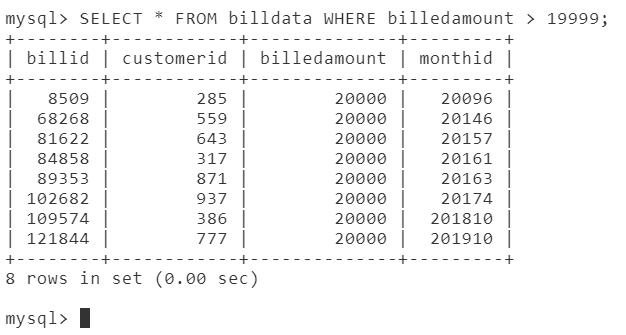 mysql> SELECT * FROM billdata WHERE billedamount > 19999;
+--------+------------+--------------+---------+
| billid | customerid | billedamount | monthid |
+--------+------------+--------------+---------+
|   8509 |        285 |        20000 |   20096 |
|  68268 |        559 |        20000 |   20146 |
|  81622 |        643 |        20000 |   20157 |
|  84858 |        317 |        20000 |   20161 |
|  89353 |        871 |        20000 |   20163 |
| 102682 |        937 |        20000 |   20174 |
| 109574 |        386 |        20000 |  201810 |
| 121844 |        777 |        20000 |  201910 |
+--------+------------+--------------+---------+
8 rows in set (0.00 sec)
mysql>